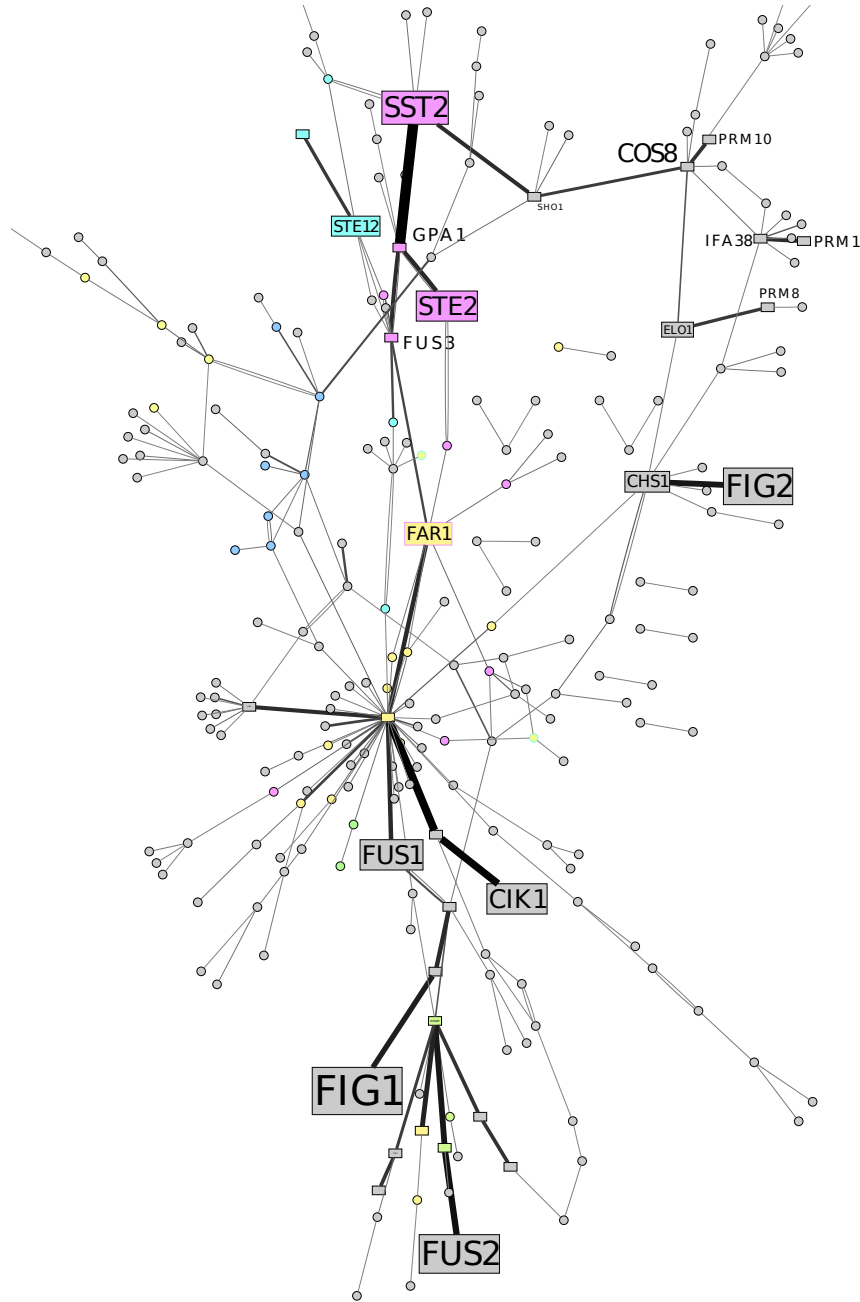 SST2
PRM10
COS8
SHO1
STE12
GPA1
IFA38
PRM1
STE2
PRM8
ELO1
FUS3
CHS1
FIG2
FAR1
FUS1
CIK1
FIG1
FUS2